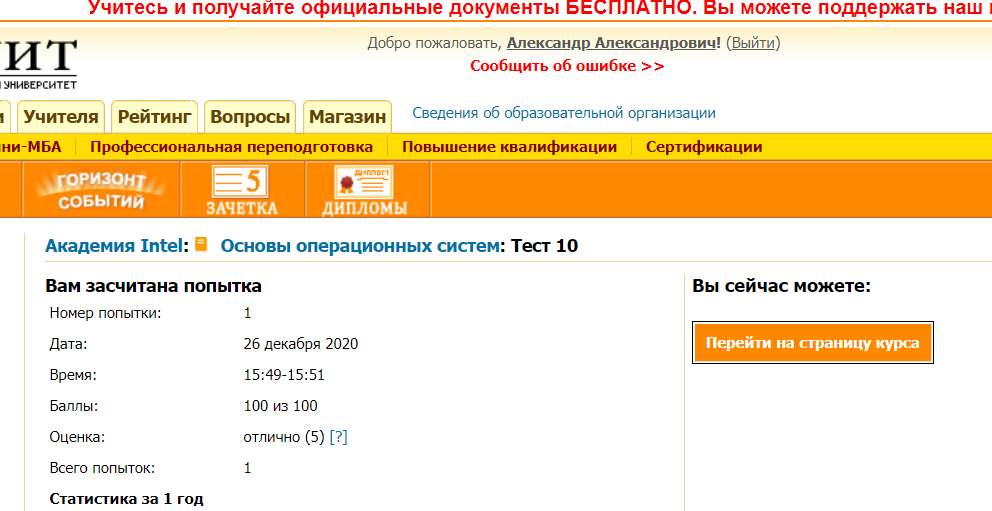 Учитесь и получайте официальные документы БЕСПЛАТНО. Вы можете поддержать наш
ИТ
УНИВЕРСИТЕТ
Добро пожаловать, Александр Александрович! (Выйти)
Сообщить об ошибке >>
и Учителя Рейтинг Вопросы Магазин Сведения об образовательной организации
ни-МБА Профессиональная переподготовка Повышение квалификации Сертификации
ГОРИЗОНТ СОБЫТИЙ
5
ЗАЧЕТКА
ДИПЛОМ
ДИПЛОМЫ
Академия Intel: Основы операционных систем: Тест 10
Вам засчитана попытка
Номер попытки: 1
Дата: 26 декабря 2020
Время: 15:49-15:51
Баллы: 100 из 100
Оценка: отлично (5) [?]
Всего попыток: 1
Статистика за 1 год
Вы сейчас можете:
Перейти на страницу курса